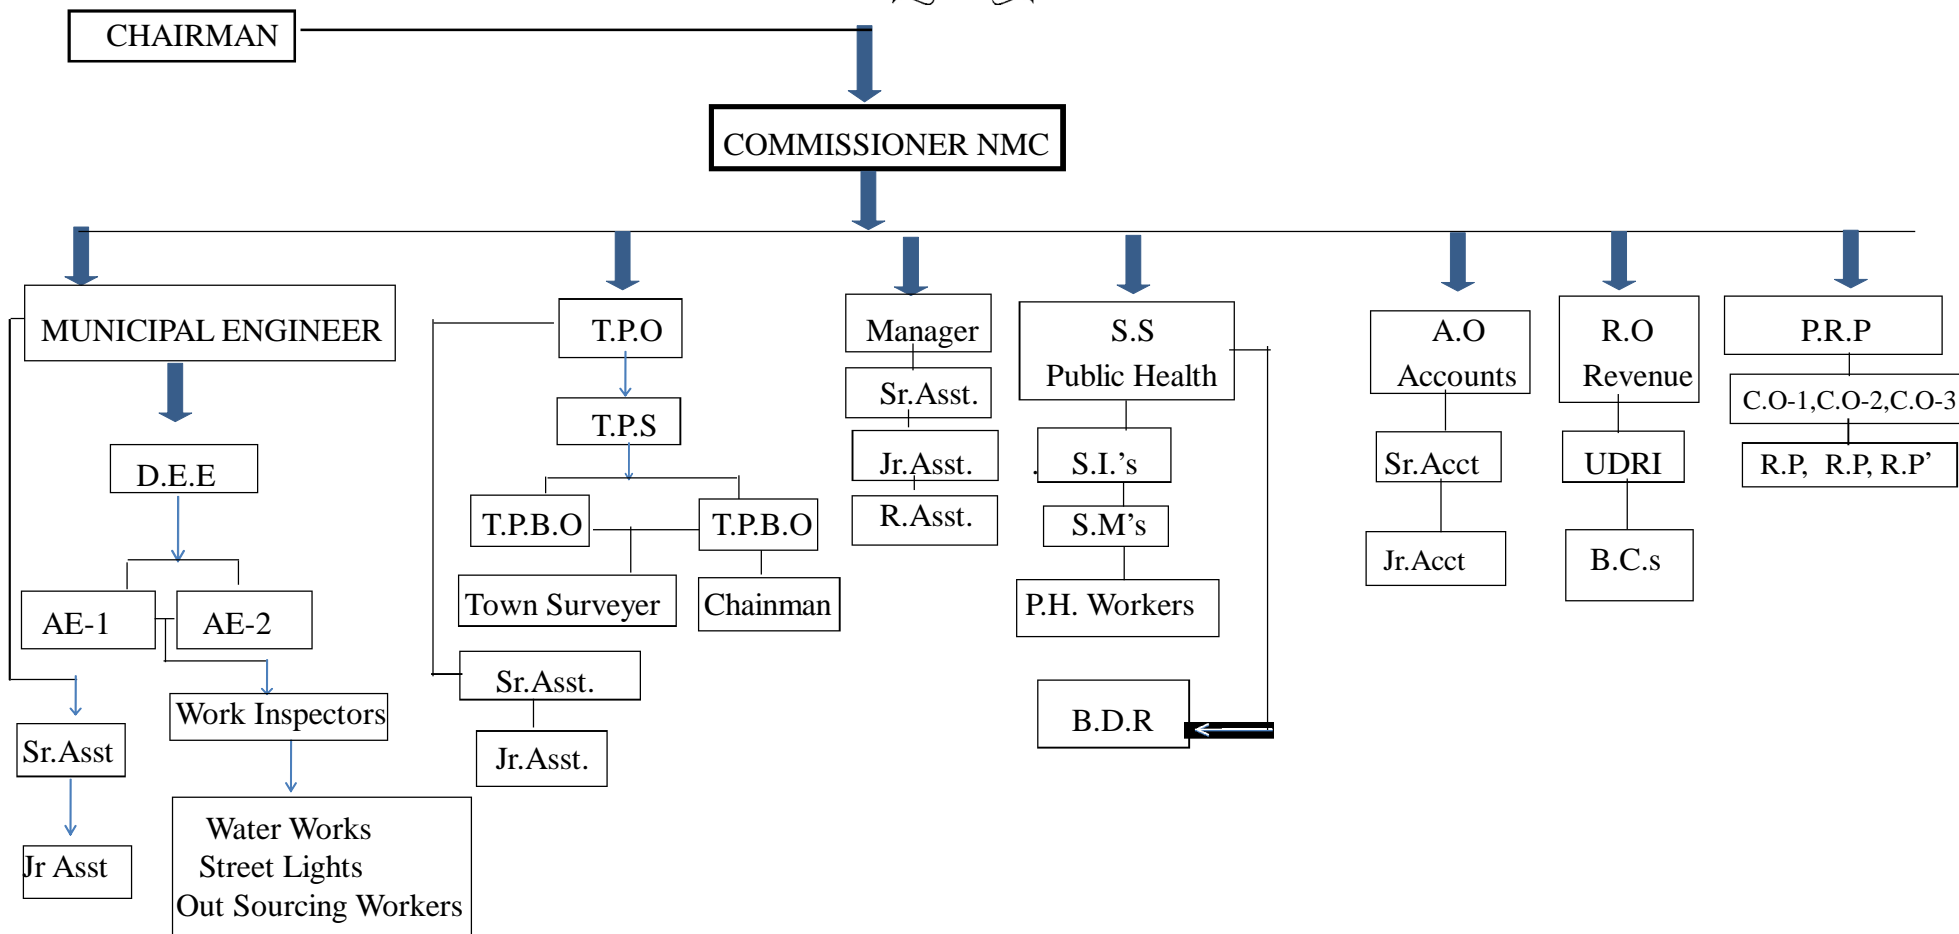 CHAIRMAN
COMMISSIONER NMC
MUNICIPAL ENGINEER
D.E.E
AE-1
AE-2
Work Inspectors
Sr.Asst
Jr Asst
Water Works
Street Lights
Out Sourcing Workers
T.P.O
T.P.S
T.P.B.O
T.P.B.O
Town Surveyer
Chainman
Sr.Asst.
Jr.Asst.
Manager
Sr.Asst.
Jr.Asst.
R.Asst.
S.S
Public Health
. S.I.'s
S.M's
P.H. Workers
B.D.R
A.O
Accounts
Sr.Acct
Jr.Acct
R.O
Revenue
UDRI
B.C.s
P.R.P
C.O-1,C.O-2,C.O-3
R.P, R.P, R.P'